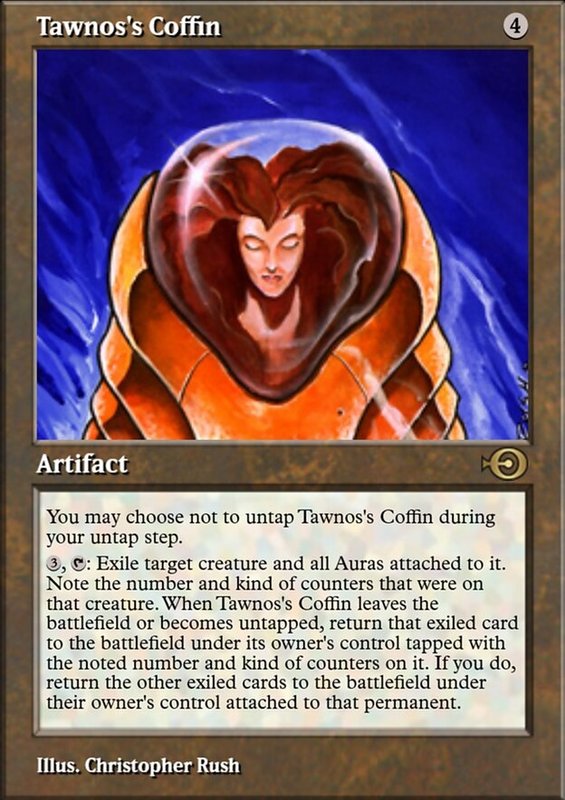 Tawnos's Coffin 4
Artifact
You may choose not to untap Tawnos's Coffin during
your untap step.
3, : Exile target creature and all Auras attached to it.
Note the number and kind of counters that were on
that creature. When Tawnos's Coffin leaves the
battlefield or becomes untapped, return that exiled card
to the battlefield under its owner's control tapped with
the noted number and kind of counters on it. If you do,
return the other exiled cards to the battlefield under
their owner's control attached to that permanent.
Illus. Christopher Rush